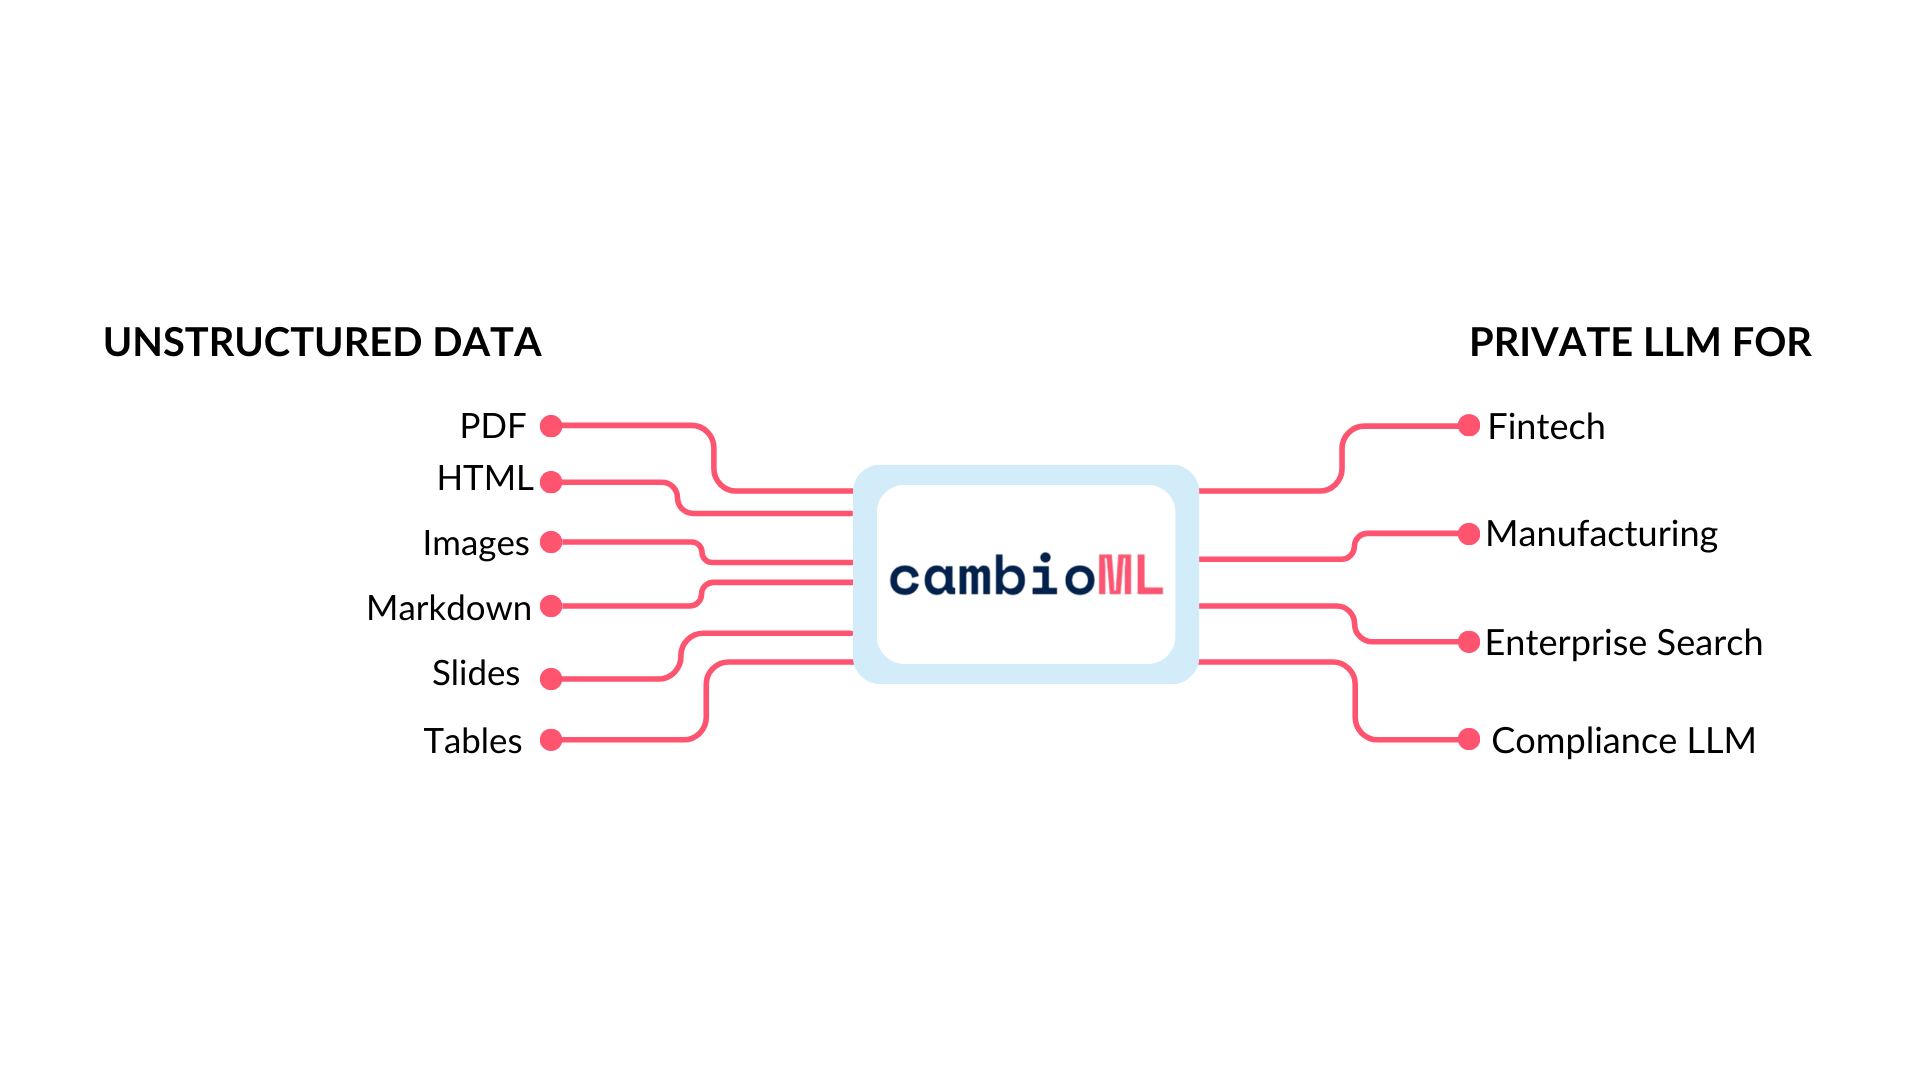 UNSTRUCTURED DATA
PDF
HTML
Images
Markdown
Slides
Tables
cambioML
PRIVATE LLM FOR
Fintech
Manufacturing
Enterprise Search
Compliance LLM